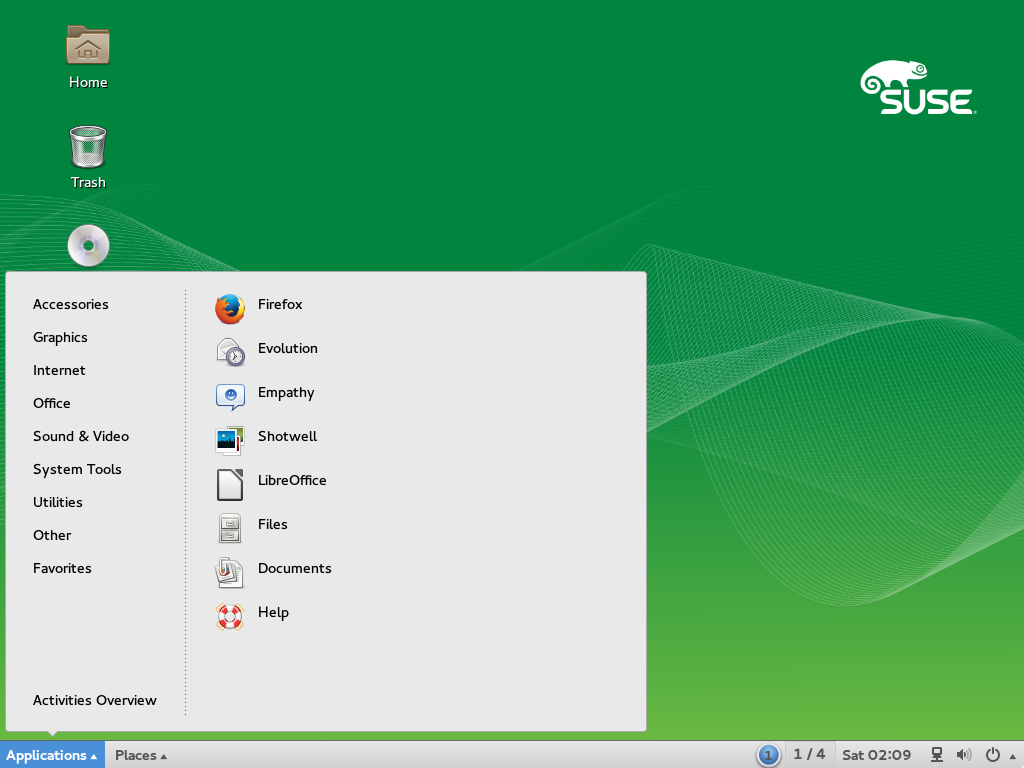 Home
SUSE
Trash
Accessories
Graphics
Internet
Office
Sound & Video
System Tools
Utilities
Other
Favorites
Activities Overview
Firefox
Evolution
Empathy
Shotwell
LibreOffice
Files
Documents
Help
Applications
Places
1
1 / 4
Sat 02:09